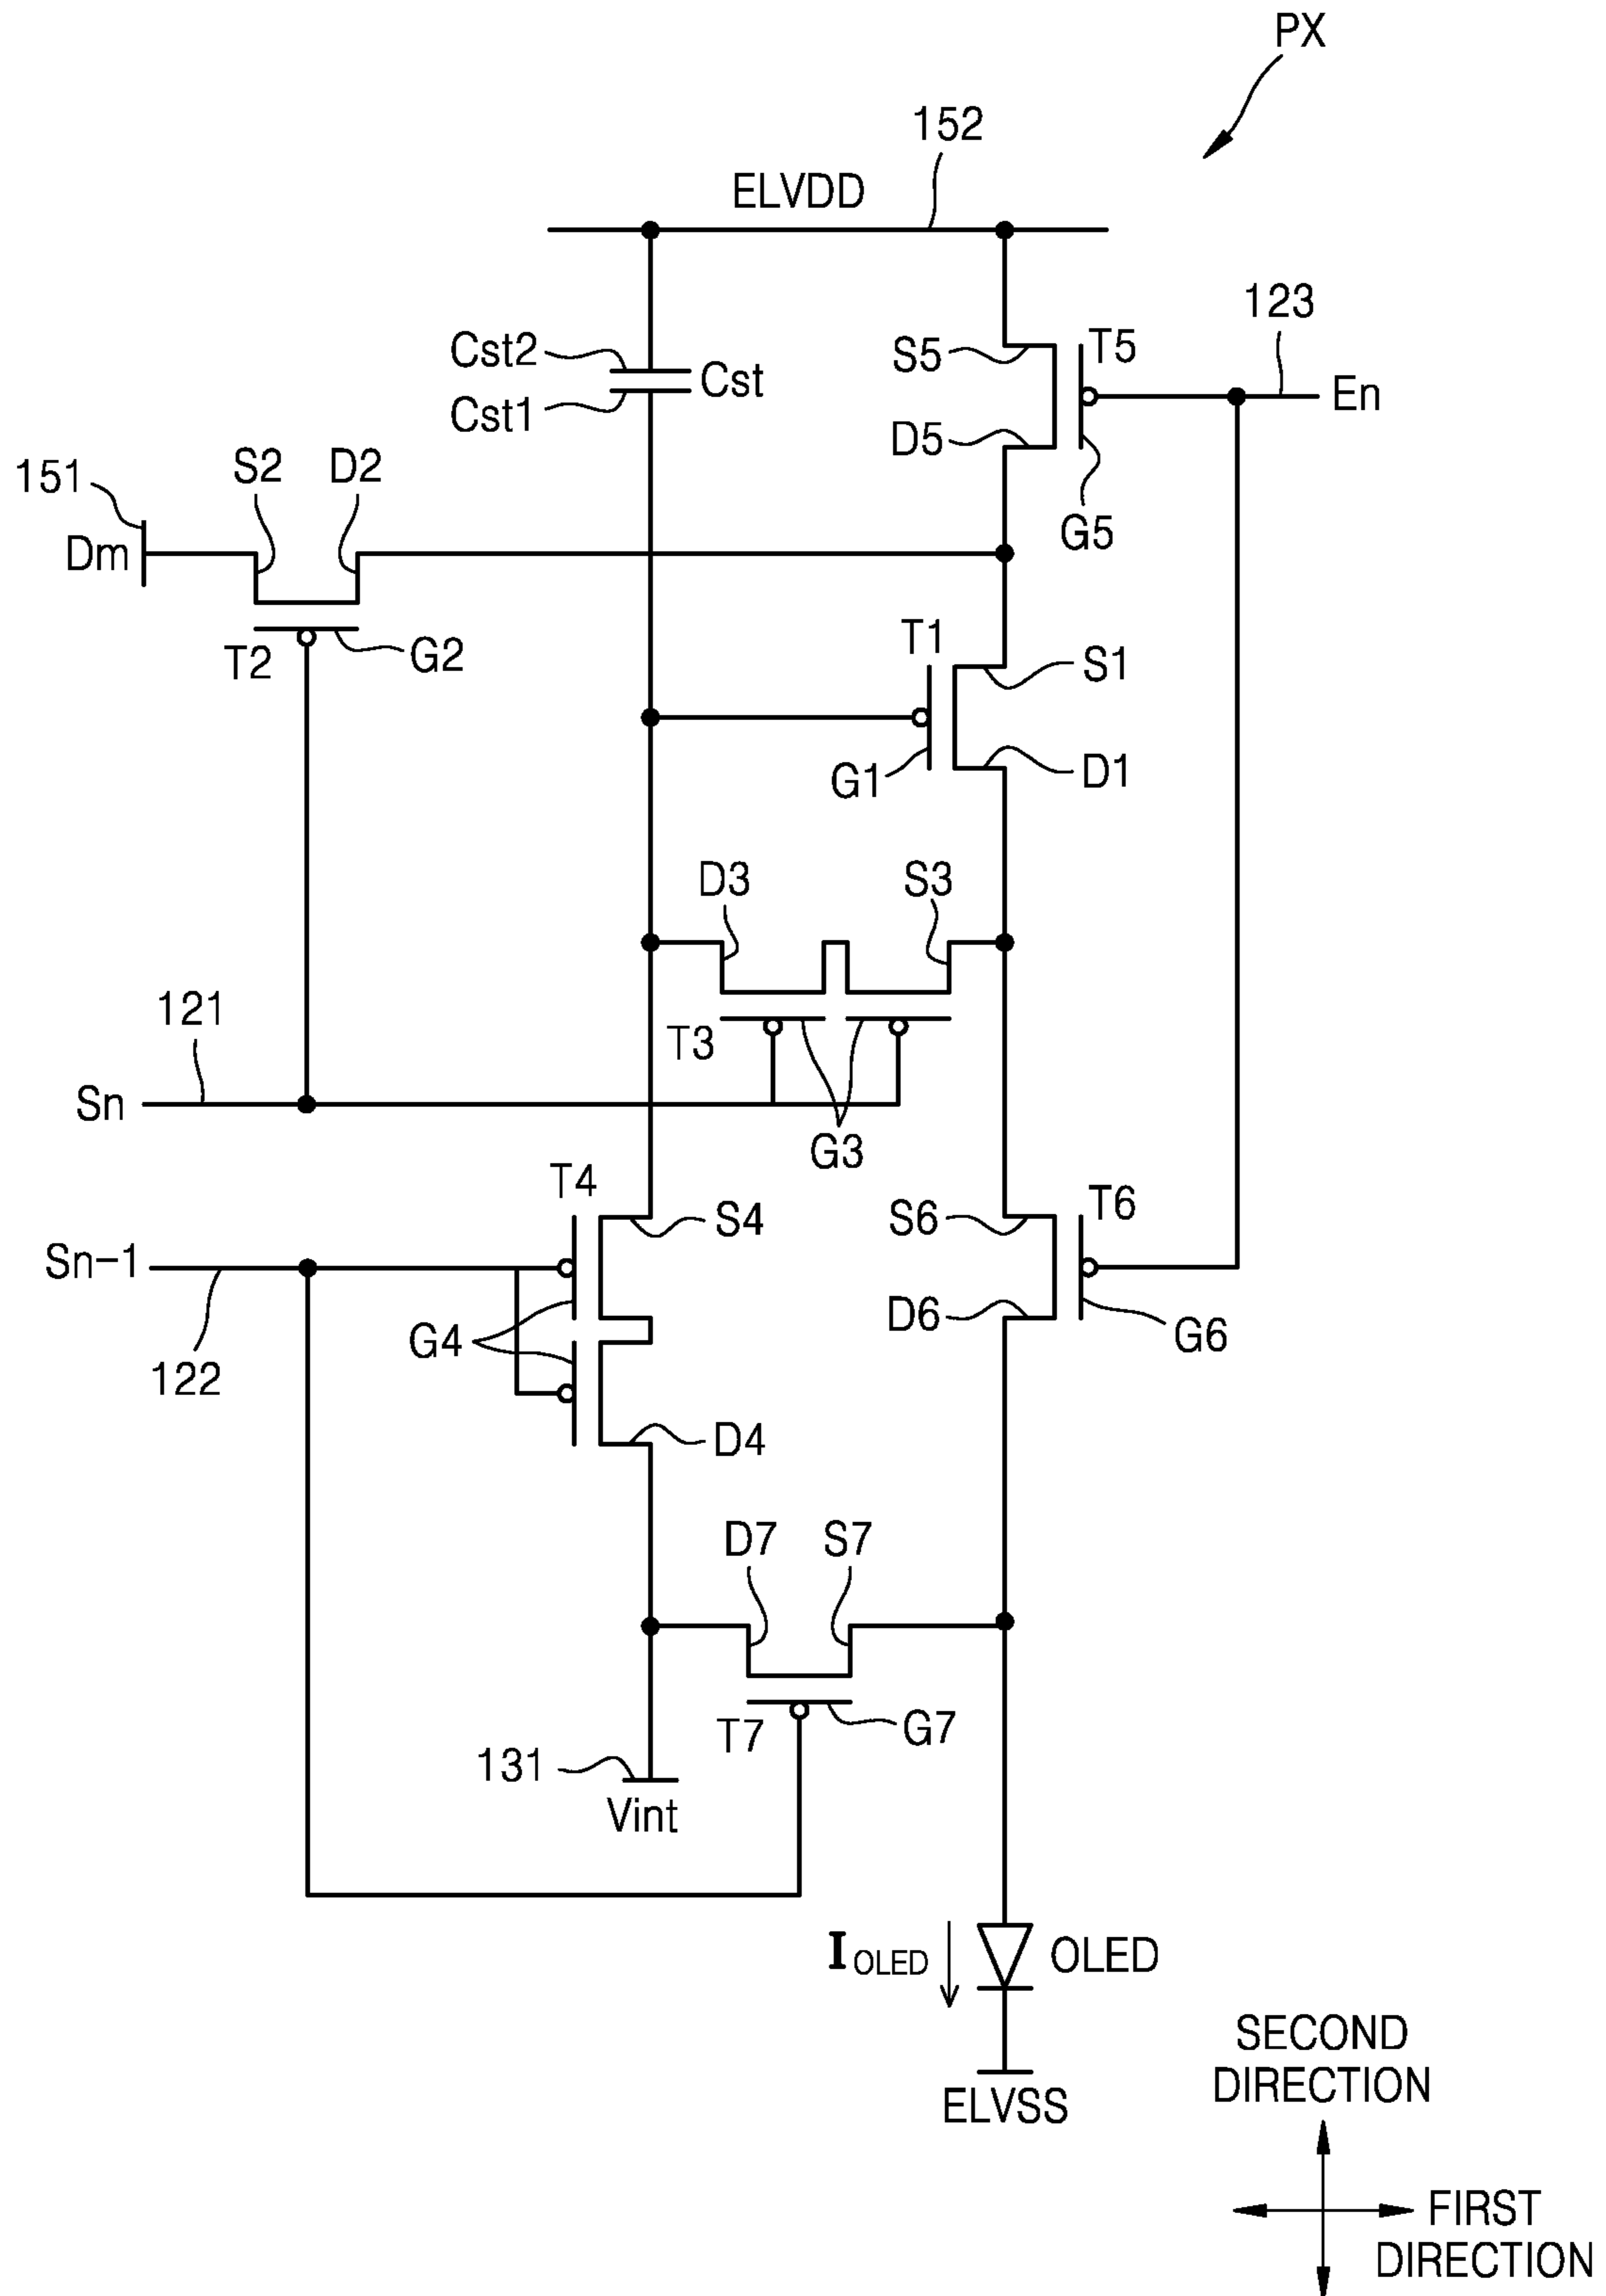 PX
152
ELVDD
123
Cst2
Cst
Cst1
S5
T5
En
D5
G5
151
S2
D2
Dm
T2
G2
T1
S1
G1
D1
D3
S3
121
T3
Sn
G3
T4
S4
S6
T6
Sn-1
G4
D6
G6
122
D4
D7
S7
131
T7
G7
Vint
IOLED
OLED
ELVSS
SECOND
DIRECTION
FIRST
DIRECTION